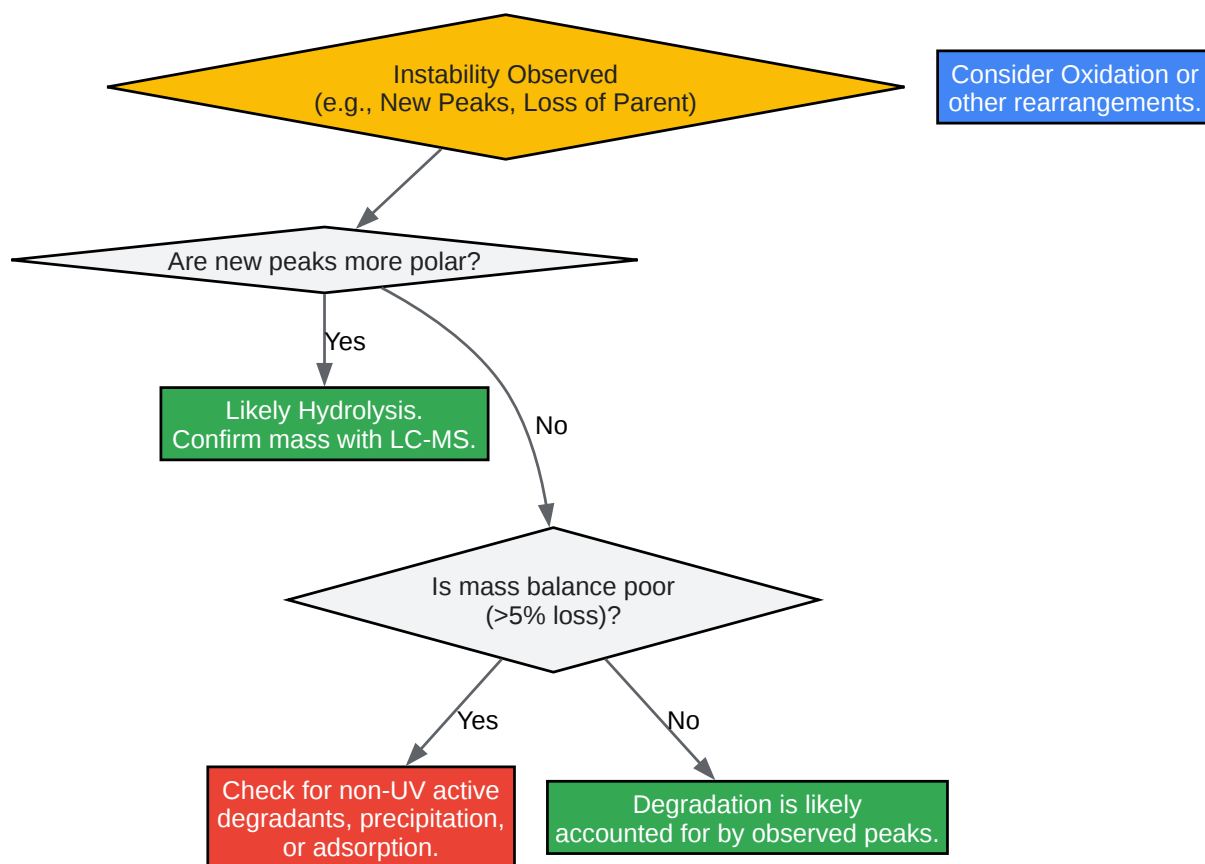 Instability Observed
(e.g., New Peaks, Loss of Parent)
Consider Oxidation or
other rearrangements.
Are new peaks more polar?
Yes
Likely Hydrolysis.
Confirm mass with LC-MS.
No
Is mass balance poor
(>5% loss)?
Yes
No
Check for non-UV active
degradants, precipitation,
or adsorption.
Degradation is likely
accounted for by observed peaks.